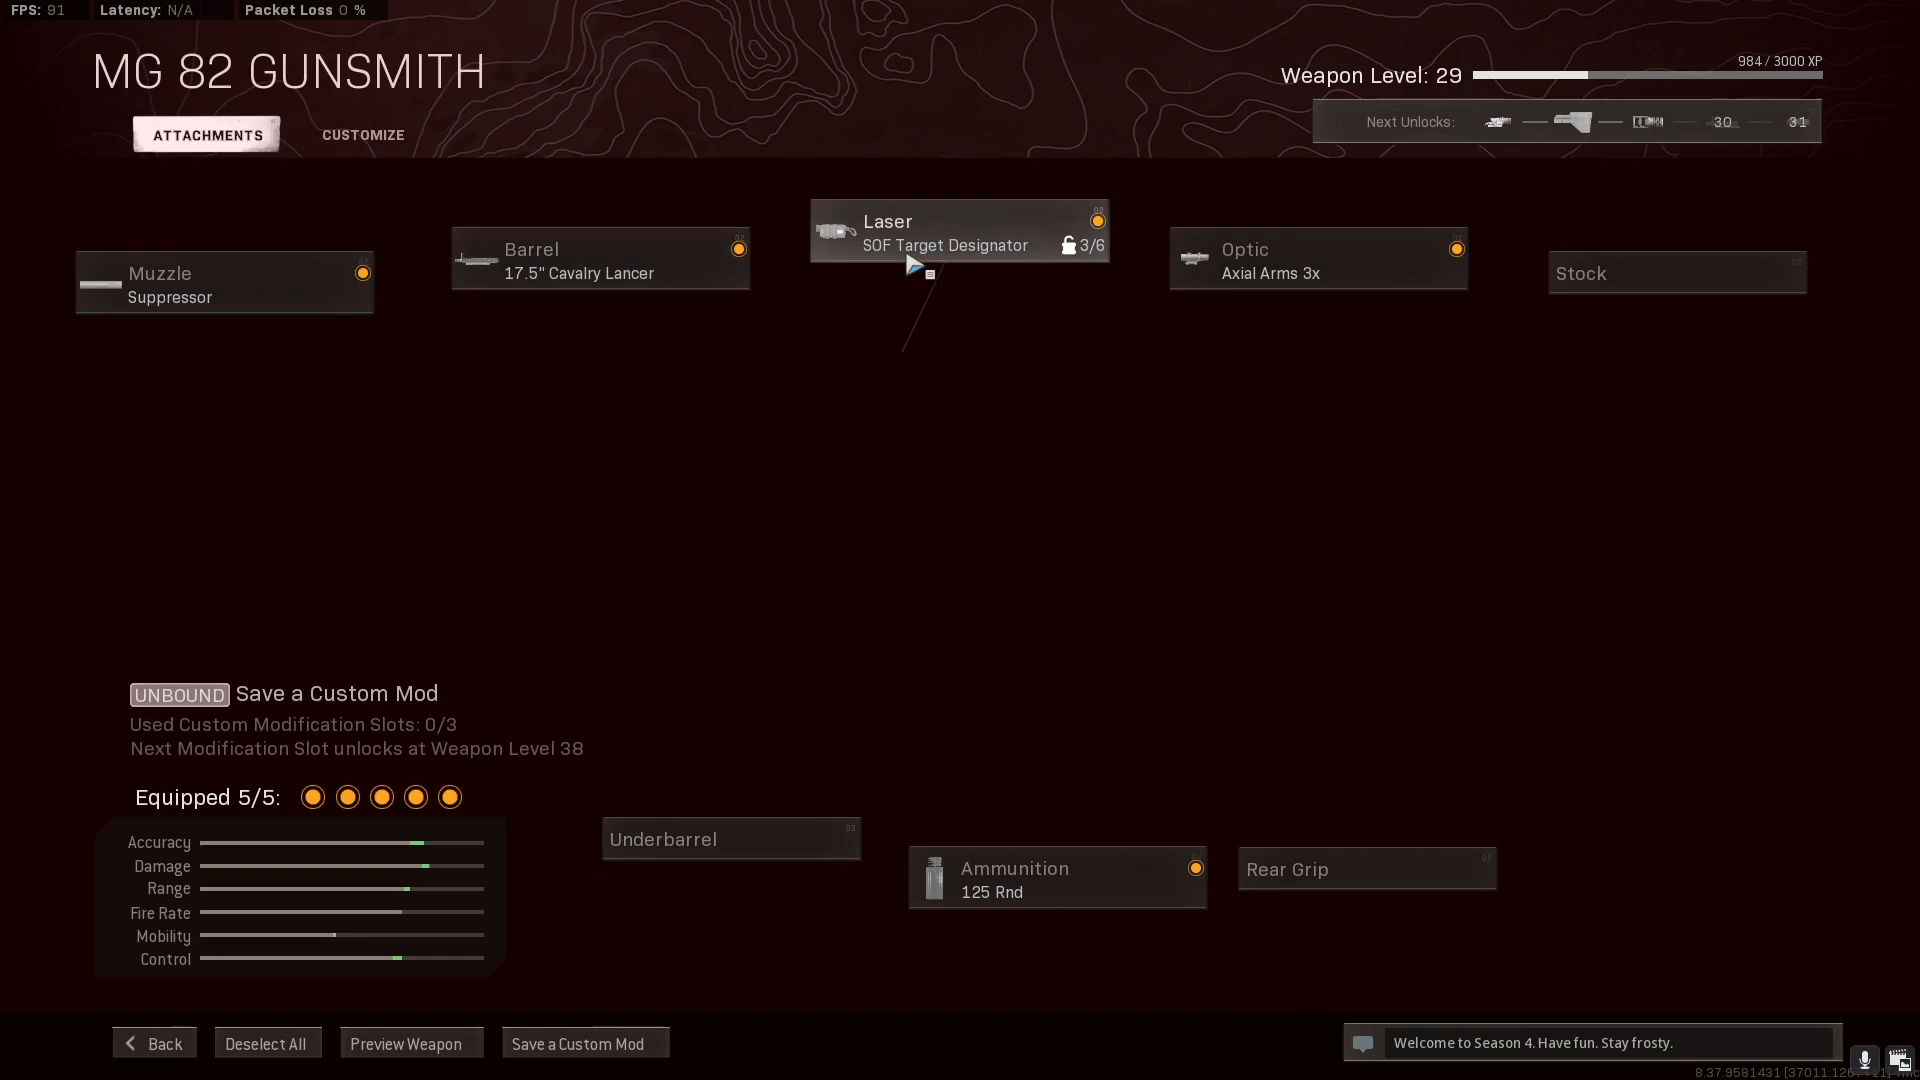 FPS: 91 Latency: N/A Packet Loss 0 %
MG 82 GUNSMITH
984 / 3000 XP
Weapon Level: 29
ATTACHMENTS
CUSTOMIZE
Next Unlocks: 30 31
Laser
SOF Target Designator 3/6
Barrel
17.5" Cavalry Lancer
Optic
Axial Arms 3x
Muzzle
Suppressor
Stock
UNBOUND Save a Custom Mod
Used Custom Modification Slots: 0/3
Next Modification Slot unlocks at Weapon Level 38
Equipped 5/5:
Accuracy
Damage
Range
Fire Rate
Mobility
Control
Underbarrel
Ammunition
125 Rnd
Rear Grip
Back
Deselect All
Preview Weapon
Save a Custom Mod
Welcome to Season 4. Have fun. Stay frosty.